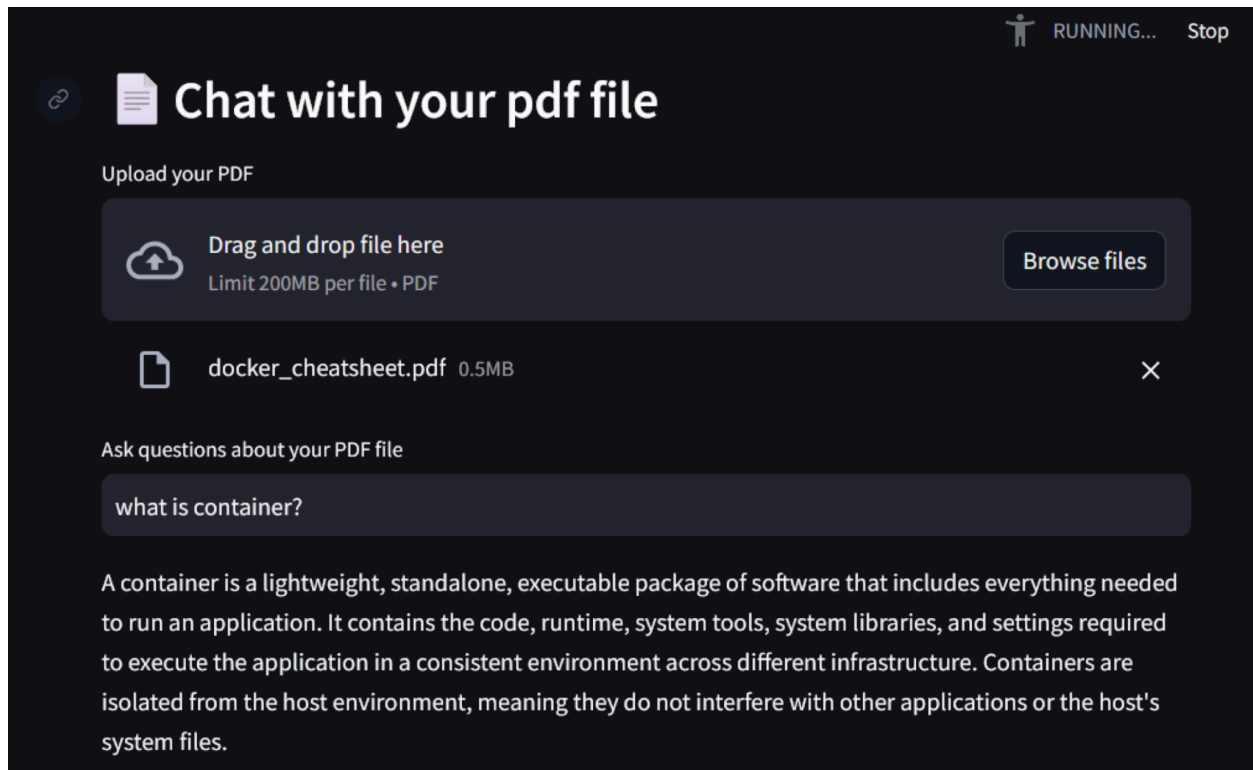 RUNNING... Stop
Chat with your pdf file
Upload your PDF
Drag and drop file here
Limit 200MB per file • PDF
Browse files
docker_cheatsheet.pdf 0.5MB
Ask questions about your PDF file
what is container?
A container is a lightweight, standalone, executable package of software that includes everything needed
to run an application. It contains the code, runtime, system tools, system libraries, and settings required
to execute the application in a consistent environment across different infrastructure. Containers are
isolated from the host environment, meaning they do not interfere with other applications or the host's
system files.